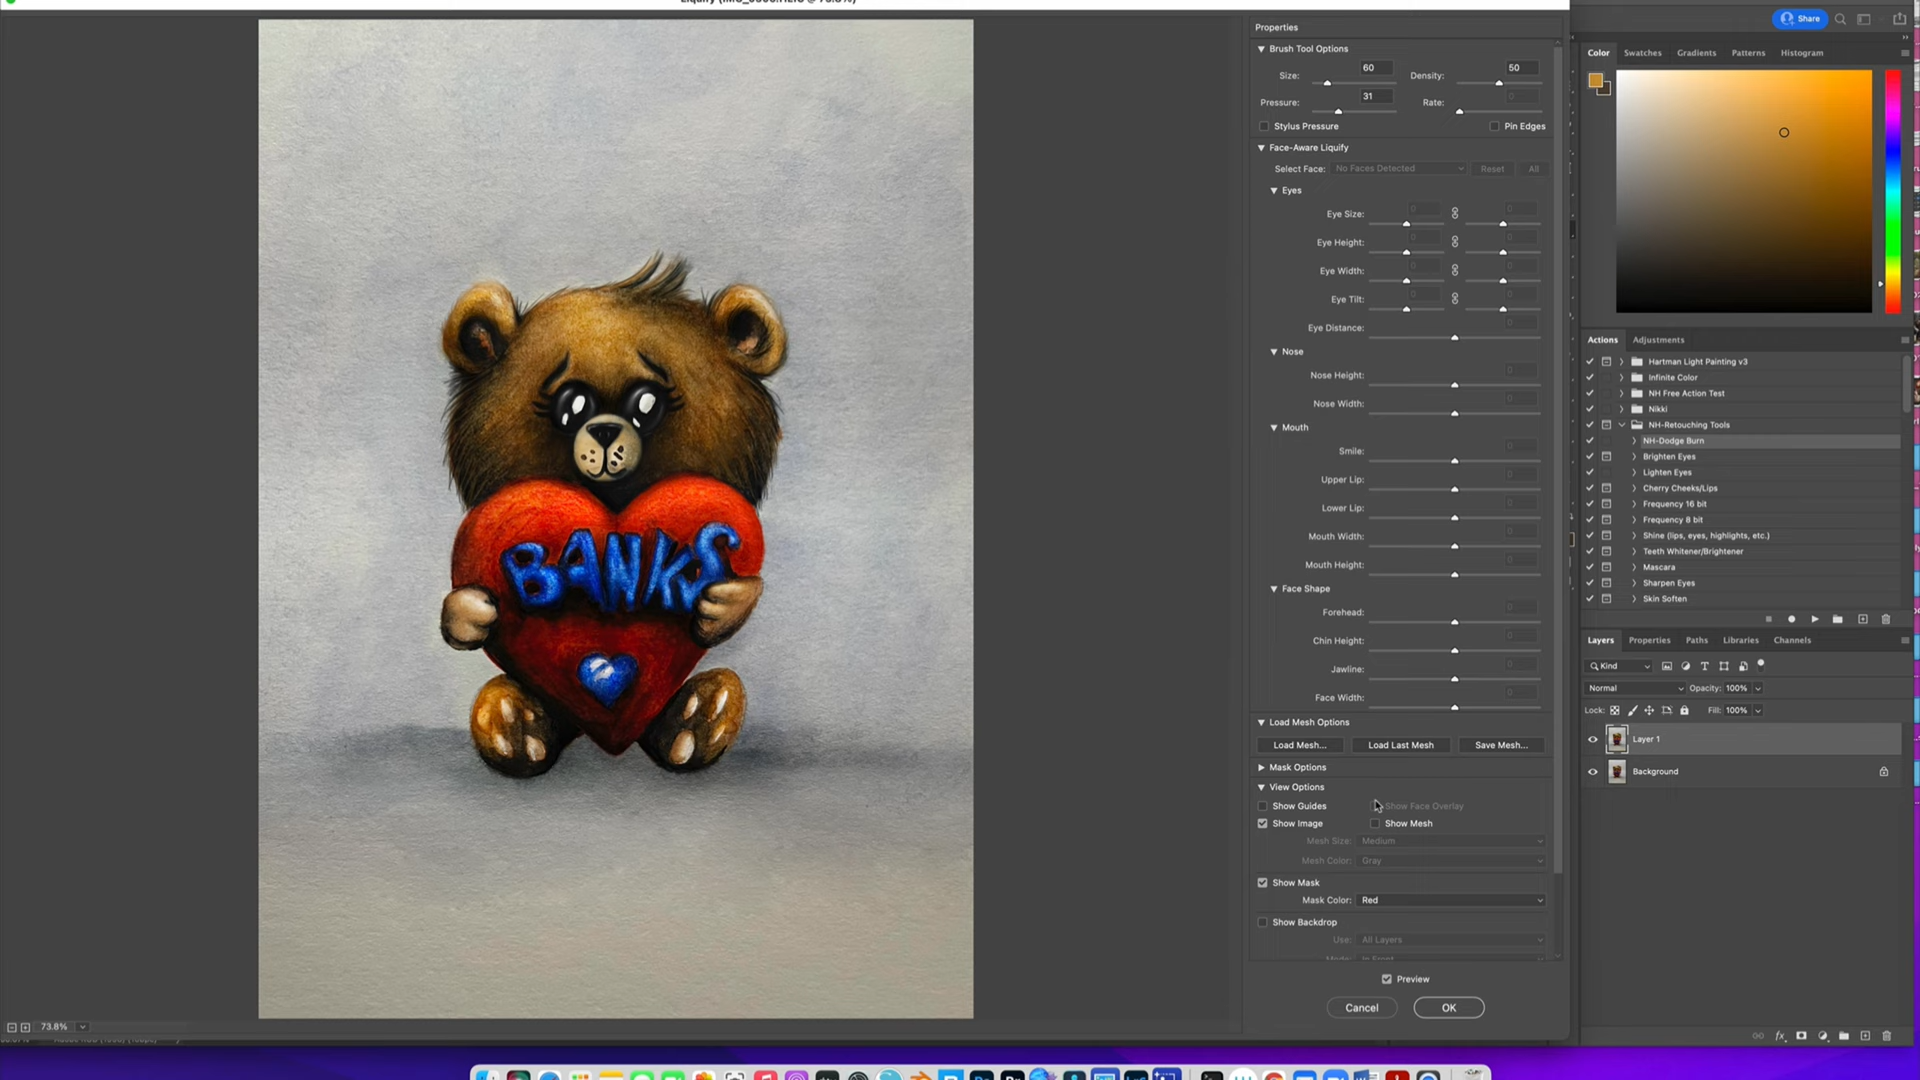 Share
Properties
Color
Swatches
Gradients
Patterns
Histogram
Brush Tool Options
Size: 60
Density: 50
Pressure: 31
Rate:
Stylus Pressure
Pin Edges
Face-Aware Liquify
Select Face: No Faces Detected
Reset
All
Eyes
Eye Size:
Eye Height:
Eye Width:
Eye Tilt:
Eye Distance:
Nose
Nose Height:
Nose Width:
Mouth
Smile:
Upper Lip:
Lower Lip:
Mouth Width:
Mouth Height:
Face Shape
Forehead:
Chin Height:
Jawline:
Face Width:
Load Mesh Options
Load Mesh...
Load Last Mesh
Save Mesh...
Mask Options
View Options
Show Guides
Show Face Overlay
Show Image
Show Mesh
Mesh Size: Medium
Mesh Color: Gray
Show Mask
Mask Color: Red
Show Backdrop
Use: All Layers
Preview
Cancel
OK
BANKS
73.8%
Actions
Adjustments
Hartman Light Painting v3
Infinite Color
NH Free Action Test
Nikki
NH-Retouching Tools
NH-Dodge Burn
Brighten Eyes
Lighten Eyes
Cherry Cheeks/Lips
Frequency 16 bit
Frequency 8 bit
Shine (lips, eyes, highlights, etc.)
Teeth Whitener/Brightener
Mascara
Sharpen Eyes
Skin Soften
Layers
Properties
Paths
Libraries
Channels
Kind
Normal
Opacity: 100%
Lock:
Fill: 100%
Layer 1
Background